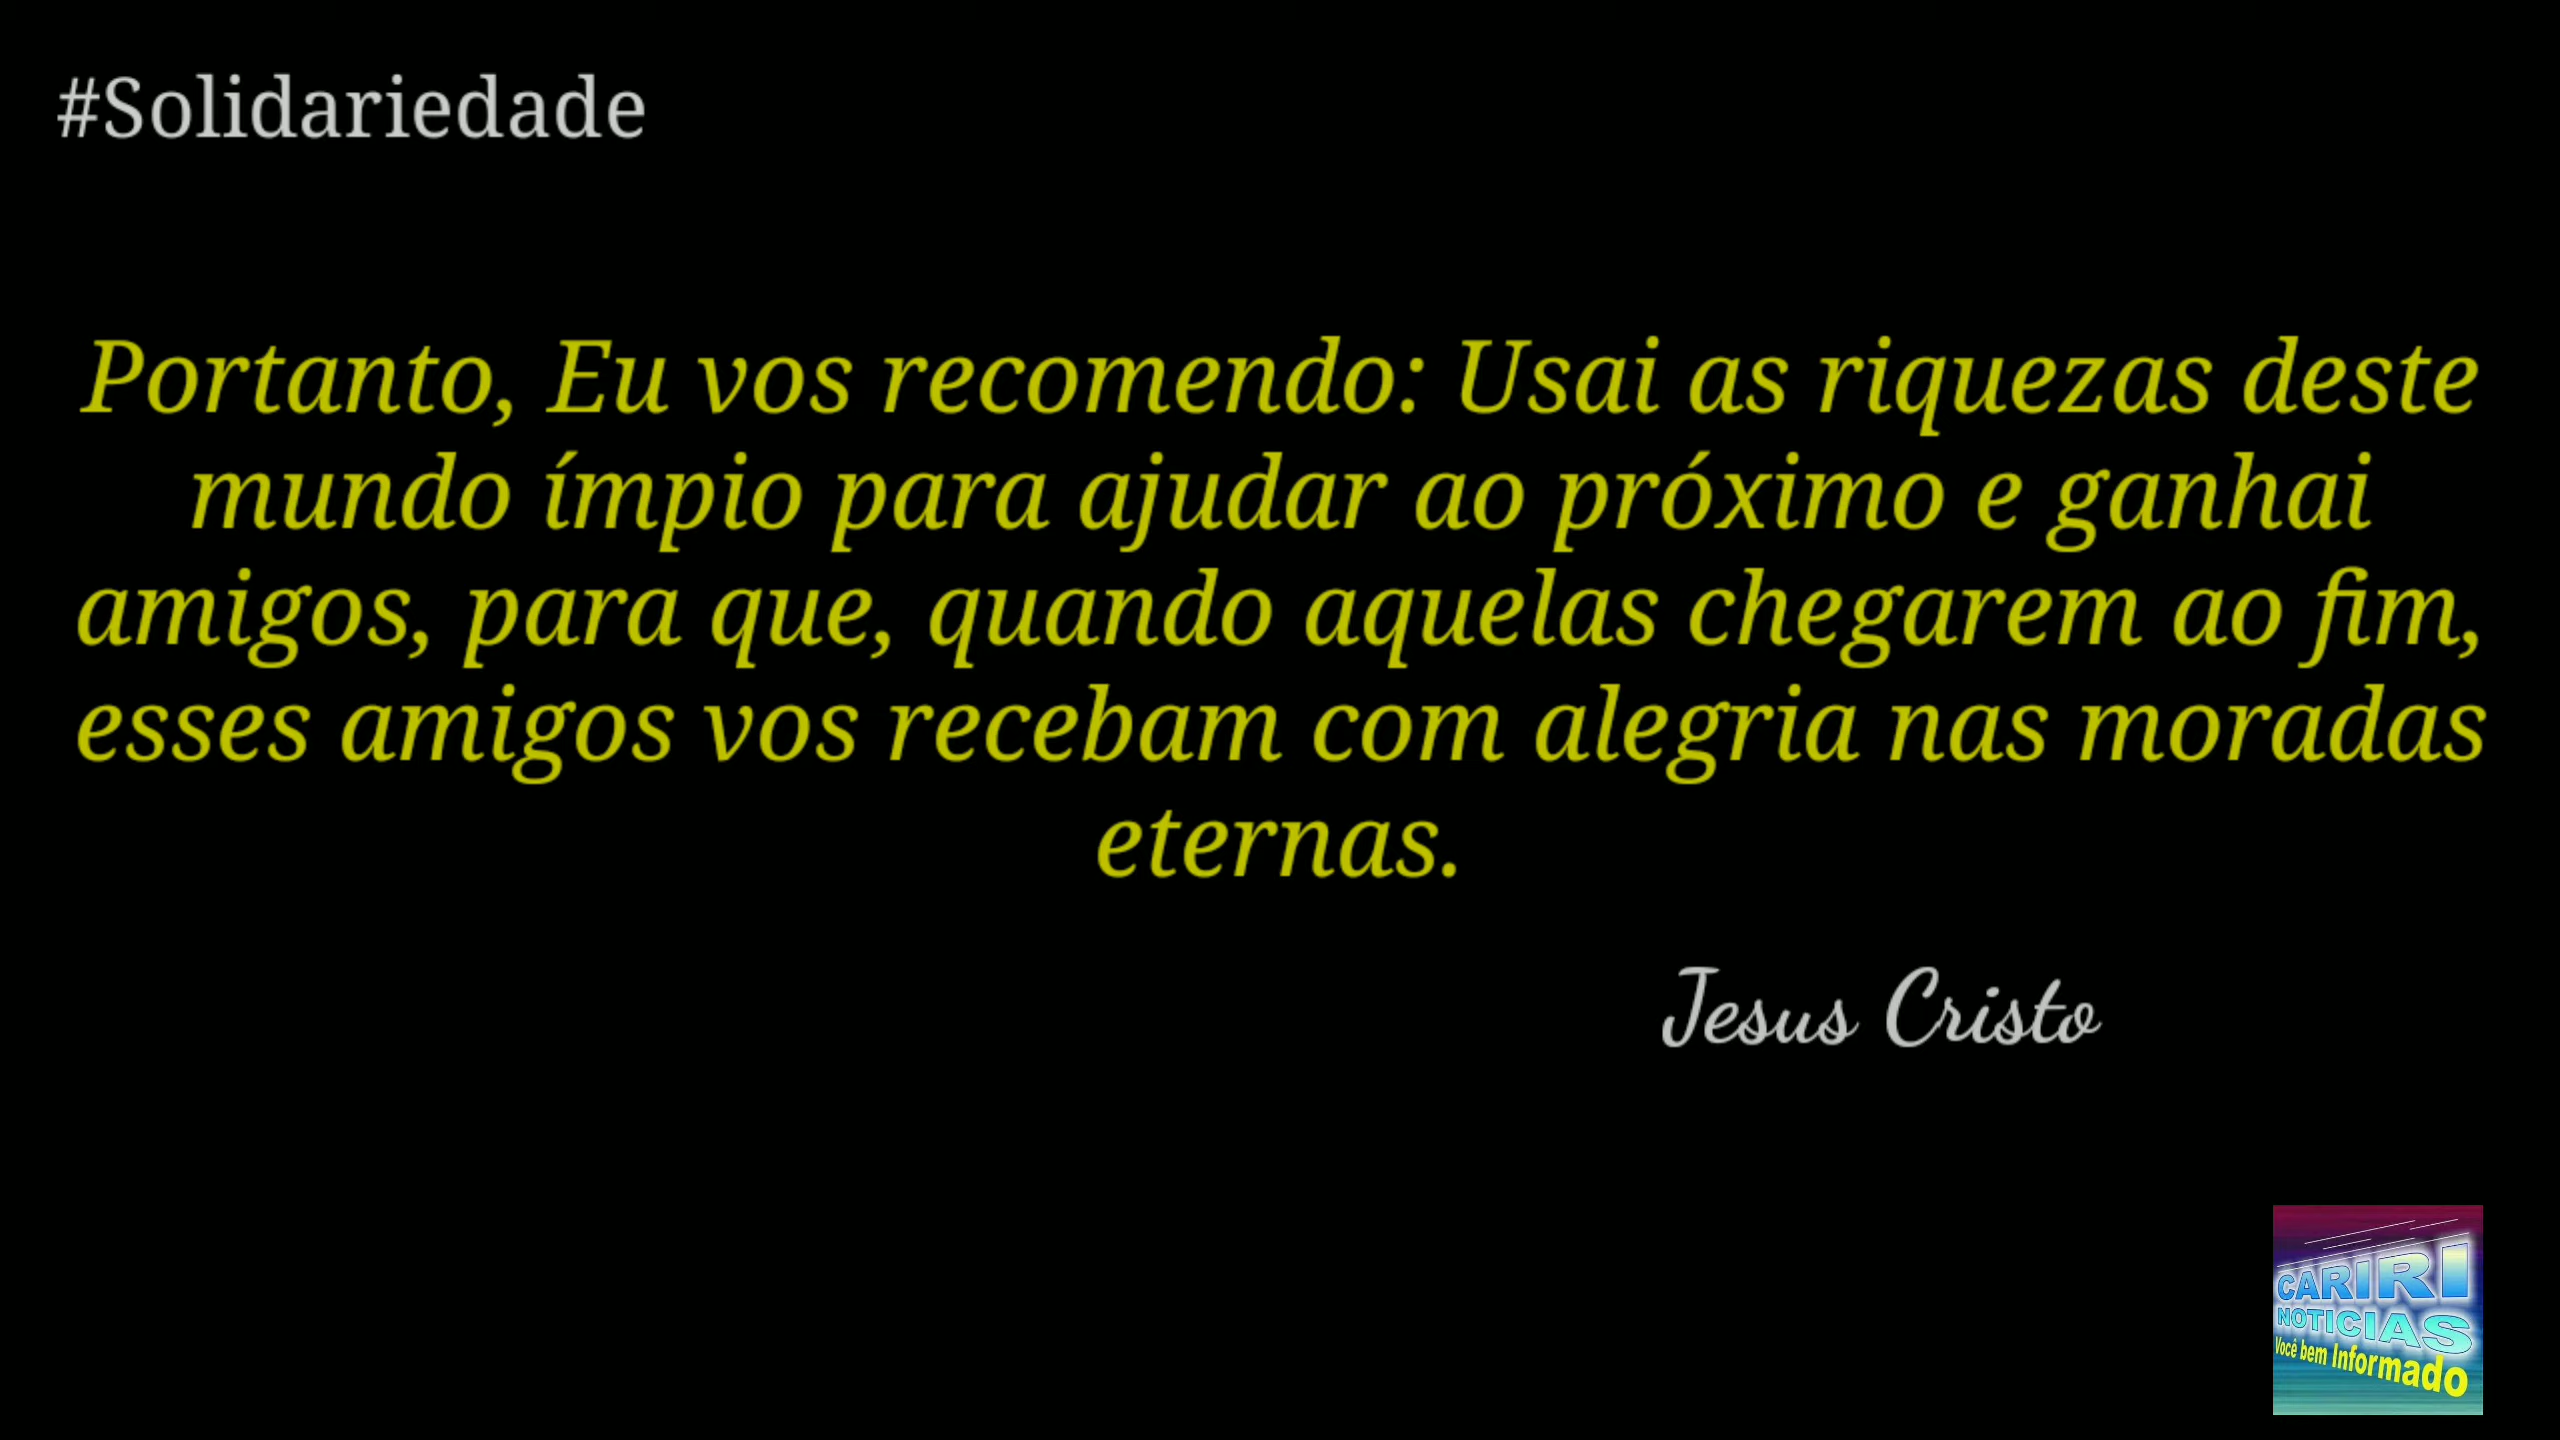 #Solidariedade
Portanto, Eu vos recomendo: Usai as riquezas deste
mundo ímpio para ajudar ao próximo e ganhai
amigos, para que, quando aquelas chegarem ao fim,
esses amigos vos recebam com alegria nas moradas
eternas.
Jesus Cristo
CARIRI
NOTICIAS
Você bem Informado